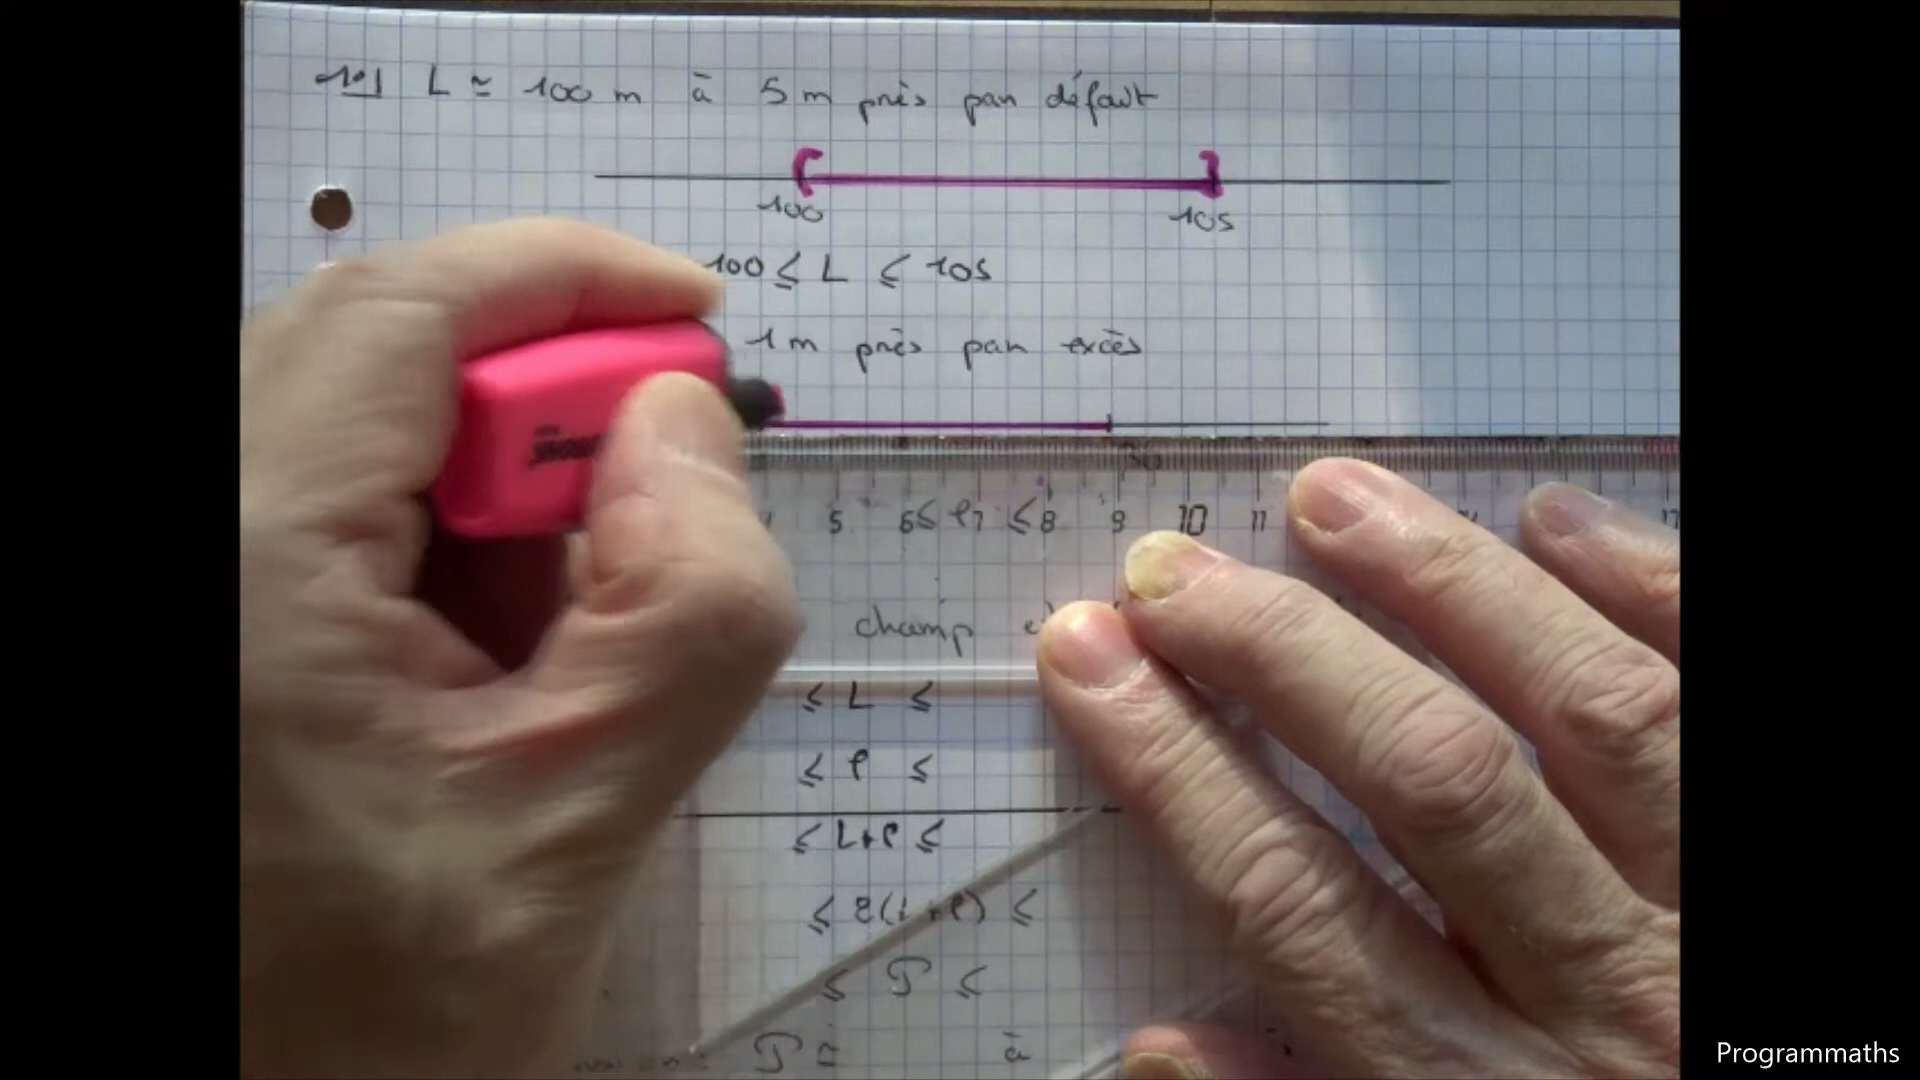 1°) L ≃ 100 m à 5 m près par défaut
100 105
100 ≤ L ≤ 105
1 m près par excès
5 6 7 8 9 10 11
≤ ℓ ≤
champ
≤ L ≤
≤ ℓ ≤
≤ L+ℓ ≤
≤ 2(L+ℓ) ≤
≤ P ≤
P ≃ à
Programmaths